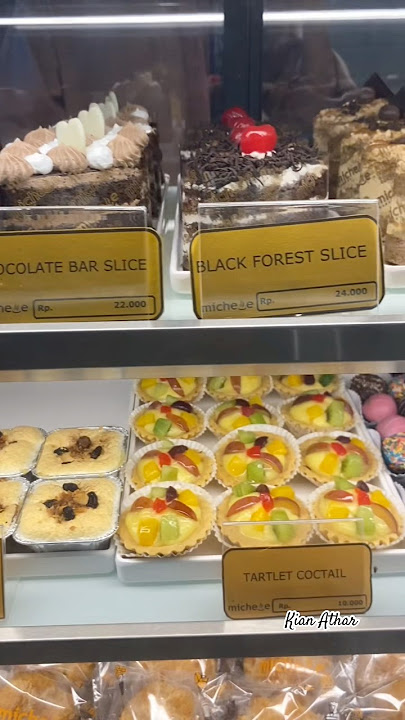 OCOLATE BAR SLICE
Rp. 22.000
BLACK FOREST SLICE
michelle Rp. 24.000
TARTLET COCTAIL
michelle Rp. 10.000
Kian Athar